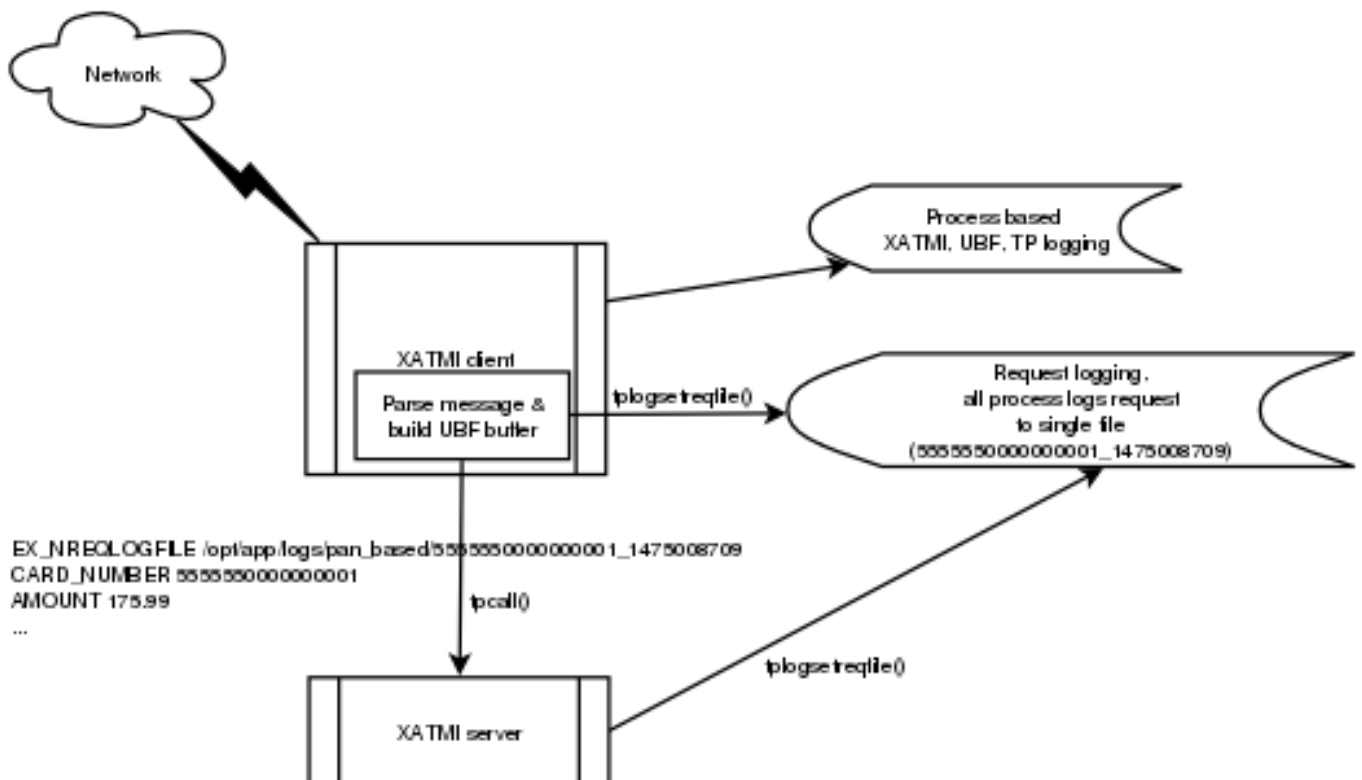 Network
Process based
XATMI, UBF, TP logging
XATMI client
Parse message &
build UBF buffer
tplogsetreqfile()
Request logging,
all process logs request
to single file
(5555550000000001_1475008709)
EX_NREQLOGFILE /opt/app/logs/pan_based/5555550000000001_1475008709
CARD_NUMBER 5555550000000001
AMOUNT 175.99
...
tpcall()
tplogsetreqfile()
XATMI server